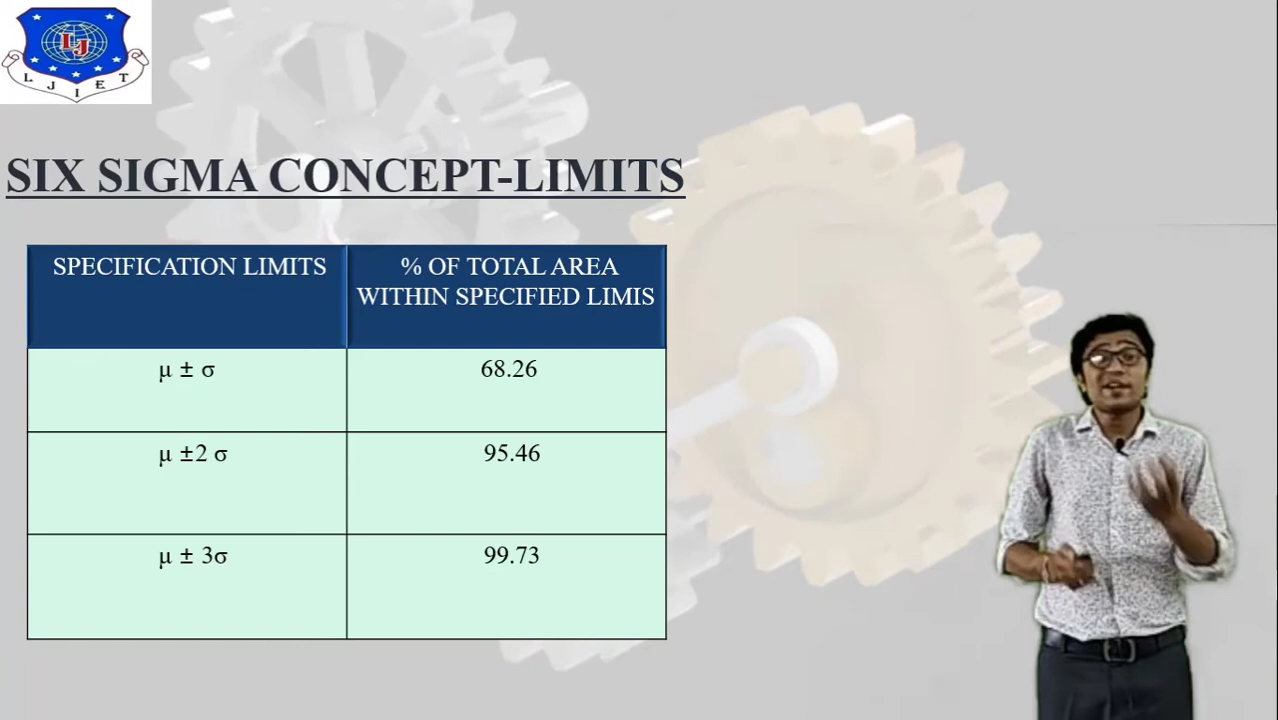 LJ
LJIET
SIX SIGMA CONCEPT-LIMITS
SPECIFICATION LIMITS
% OF TOTAL AREA
WITHIN SPECIFIED LIMIS
μ ± σ
68.26
μ ±2 σ
95.46
μ ± 3σ
99.73